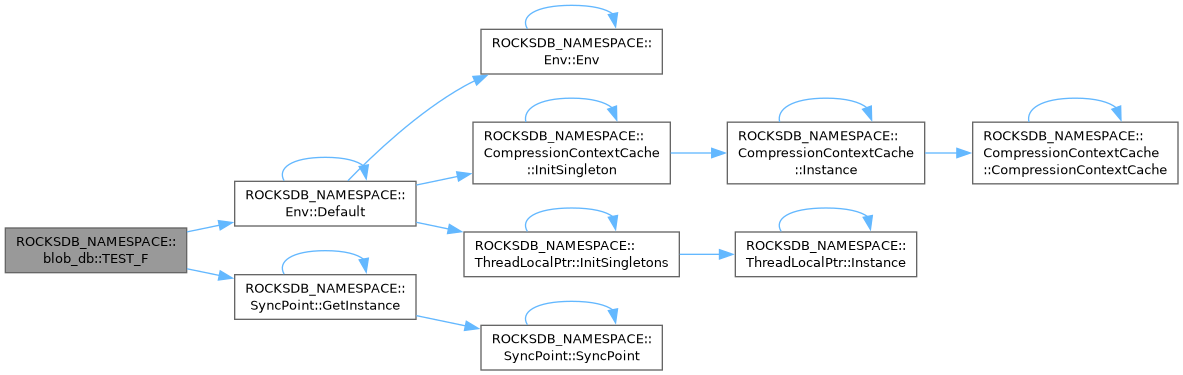 ROCKSDB_NAMESPACE::
Env::Env
ROCKSDB_NAMESPACE::
CompressionContextCache
::InitSingleton
ROCKSDB_NAMESPACE::
CompressionContextCache
::Instance
ROCKSDB_NAMESPACE::
CompressionContextCache
::CompressionContextCache
ROCKSDB_NAMESPACE::
Env::Default
ROCKSDB_NAMESPACE::
blob_db::TEST_F
ROCKSDB_NAMESPACE::
ThreadLocalPtr::InitSingletons
ROCKSDB_NAMESPACE::
ThreadLocalPtr::Instance
ROCKSDB_NAMESPACE::
SyncPoint::GetInstance
ROCKSDB_NAMESPACE::
SyncPoint::SyncPoint